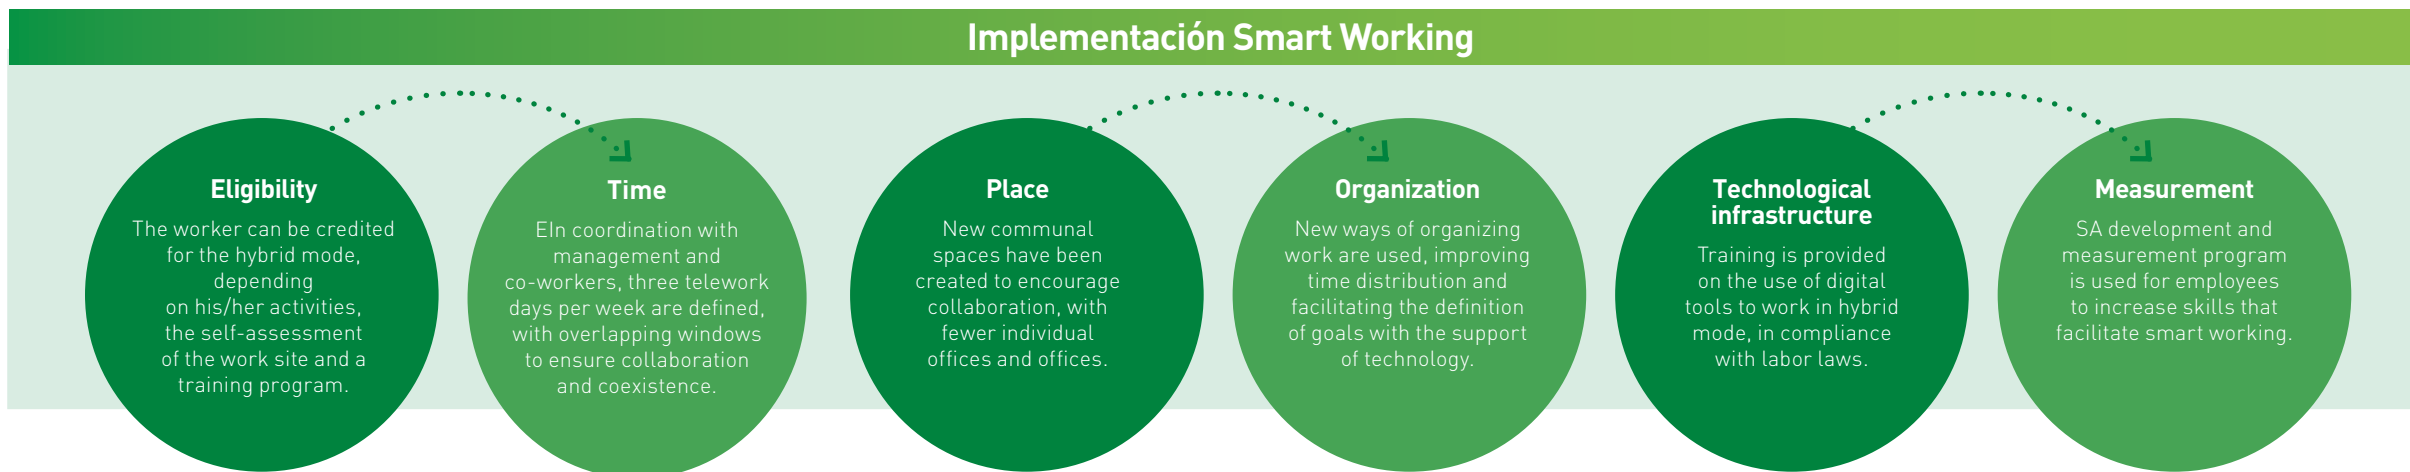 Implementación Smart Working
Eligibility
The worker can be credited
for the hybrid mode,
depending
on his/her activities,
the self-assessment
of the work site and a
training program.
Time
EIn coordination with
management and
co-workers, three telework
days per week are defined,
with overlapping windows
to ensure collaboration
and coexistence.
Place
New communal
spaces have been
created to encourage
collaboration, with
fewer individual
offices and offices.
Organization
New ways of organizing
work are used, improving
time distribution and
facilitating the definition
of goals with the support
of technology.
Technological
infrastructure
Training is provided
on the use of digital
tools to work in hybrid
mode, in compliance
with labor laws.
Measurement
SA development and
measurement program
is used for employees
to increase skills that
facilitate smart working.